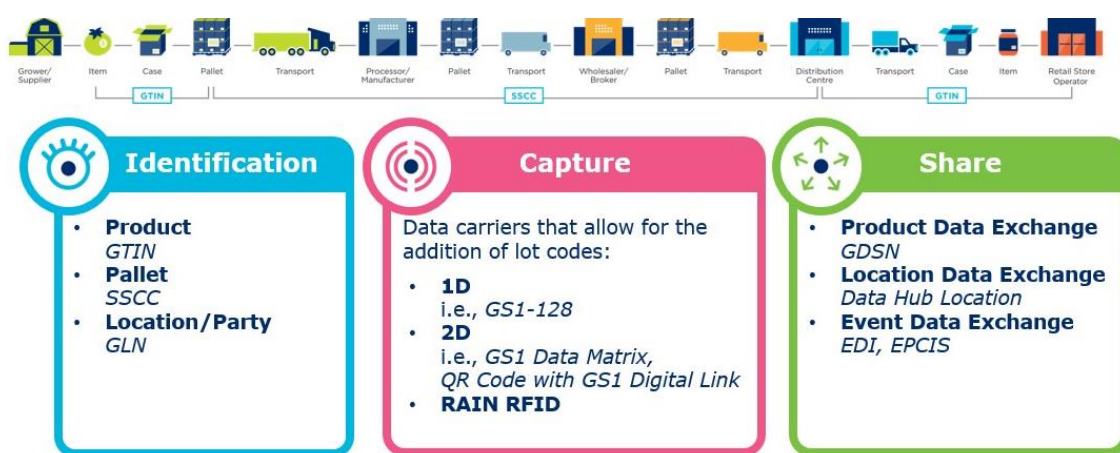 Grower/
Supplier
Item
Case
Pallet
Transport
Processor/
Manufacturer
Pallet
Transport
Wholesaler/
Broker
Pallet
Transport
Distribution
Centre
Transport
Case
Item
Retail Store
Operator
GTIN
SSCC
GTIN
Identification
• Product
GTIN
• Pallet
SSCC
• Location/Party
GLN
Capture
Data carriers that allow for the
addition of lot codes:
• 1D
i.e., GS1-128
• 2D
i.e., GS1 Data Matrix,
QR Code with GS1 Digital Link
• RAIN RFID
Share
• Product Data Exchange
GDSN
• Location Data Exchange
Data Hub Location
• Event Data Exchange
EDI, EPCIS